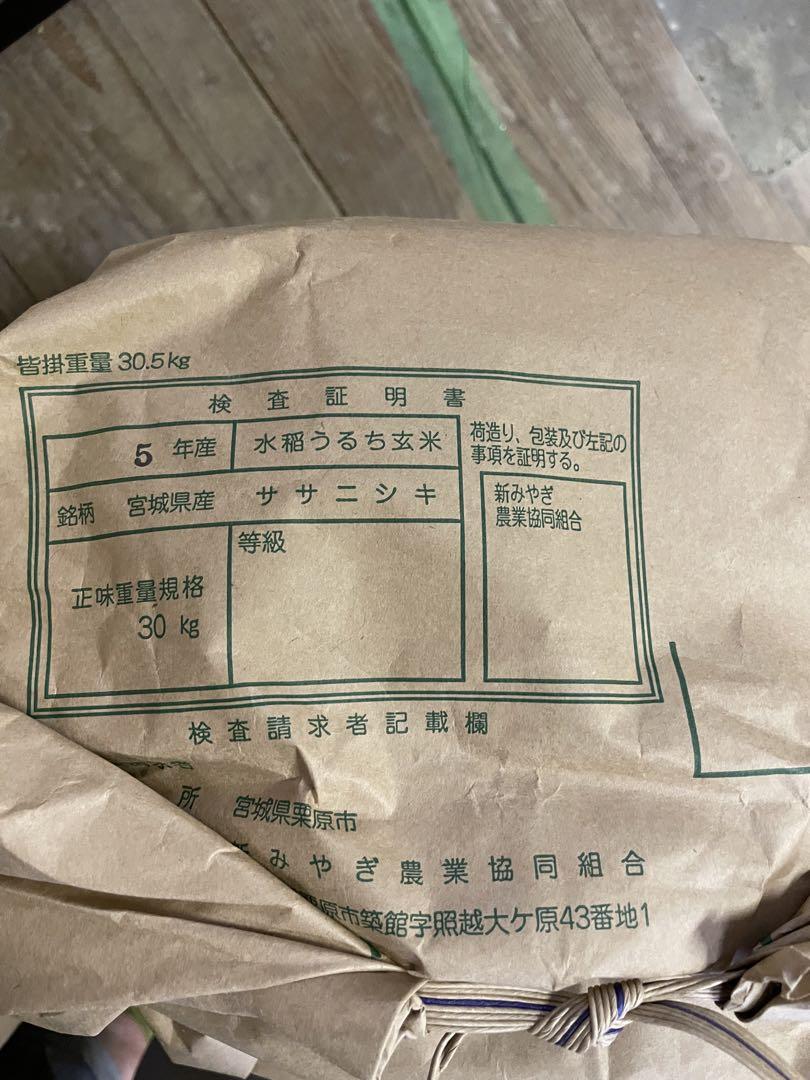 皆掛重量 30.5kg
検査証明書
5 年産 水稲うるち玄米
荷造り、包装及び左記の
事項を証明する。
銘柄 宮城県産 ササニシキ
新みやぎ
農業協同組合
等級
正味重量規格
30 kg
検査請求者記載欄
所 宮城県栗原市
みやぎ農業協同組合
原市築館字照越大ケ原43番地1